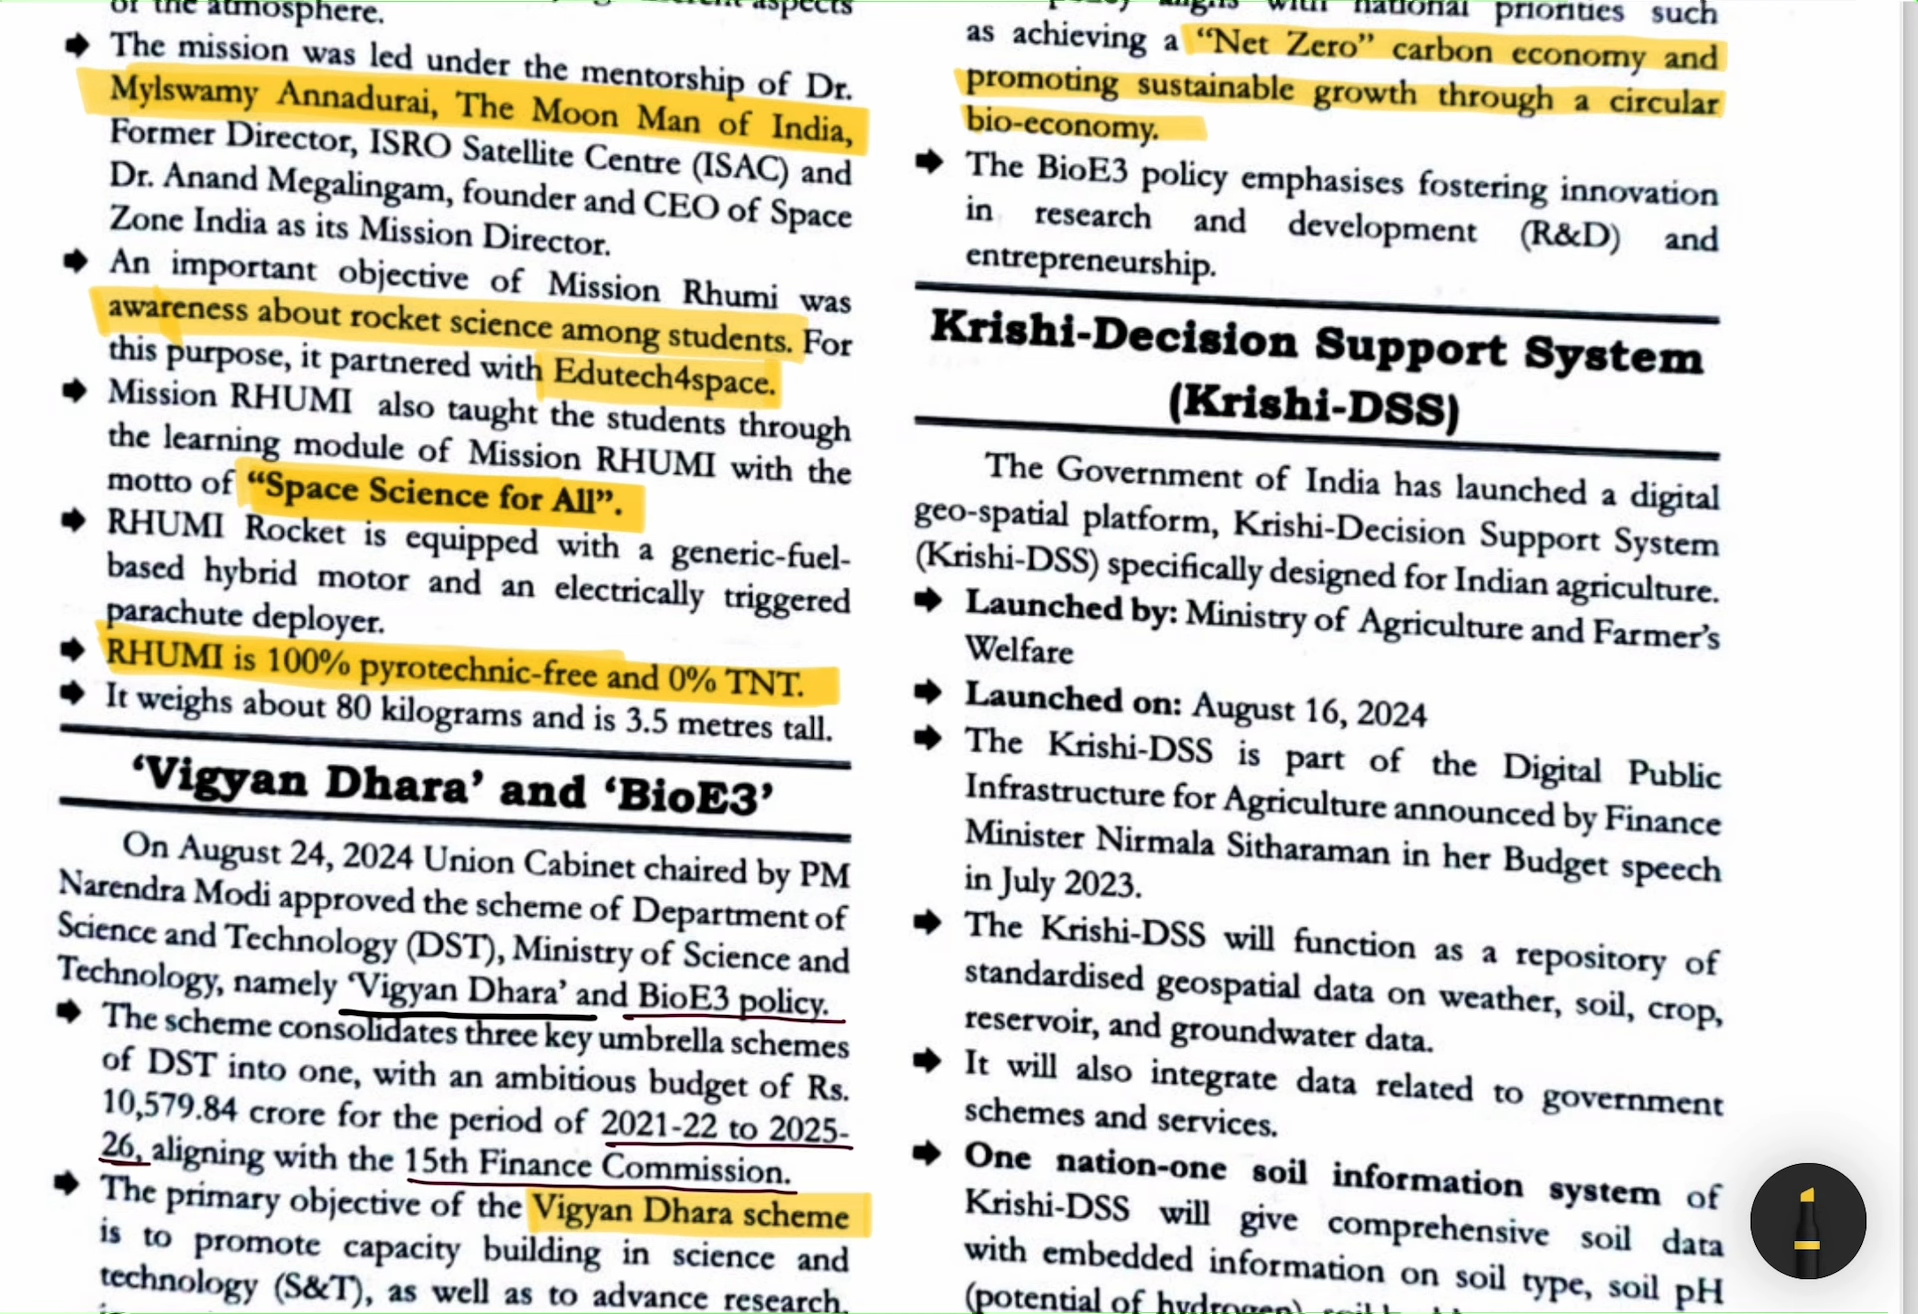 of the atmosphere.
aspects
The mission was led under the mentorship of Dr.
Mylswamy Annadurai, The Moon Man of India,
Former Director, ISRO Satellite Centre (ISAC) and
Dr. Anand Megalingam, founder and CEO of Space
Zone India as its Mission Director.
An important objective of Mission Rhumi was
awareness about rocket science among students. For
this purpose, it partnered with Edutech4space.
Mission RHUMI also taught the students through
the learning module of Mission RHUMI with the
motto of “Space Science for All”.
RHUMI Rocket is equipped with a generic-fuel-
based hybrid motor and an electrically triggered
parachute deployer.
RHUMI is 100% pyrotechnic-free and 0% TNT.
It weighs about 80 kilograms and is 3.5 metres tall.
‘Vigyan Dhara’ and ‘BioE3’
On August 24, 2024 Union Cabinet chaired by PM
Narendra Modi approved the scheme of Department of
Science and Technology (DST), Ministry of Science and
Technology, namely ‘Vigyan Dhara’ and BioE3 policy.
The scheme consolidates three key umbrella schemes
of DST into one, with an ambitious budget of Rs.
10,579.84 crore for the period of 2021-22 to 2025-
26, aligning with the 15th Finance Commission.
The primary objective of the Vigyan Dhara scheme
is to promote capacity building in science and
technology (S&T), as well as to advance research,
policy aligns with national priorities such
as achieving a “Net Zero” carbon economy and
promoting sustainable growth through a circular
bio-economy.
The BioE3 policy emphasises fostering innovation
in research and development (R&D) and
entrepreneurship.
Krishi-Decision Support System
(Krishi-DSS)
The Government of India has launched a digital
geo-spatial platform, Krishi-Decision Support System
(Krishi-DSS) specifically designed for Indian agriculture.
Launched by: Ministry of Agriculture and Farmer’s
Welfare
Launched on: August 16, 2024
The Krishi-DSS is part of the Digital Public
Infrastructure for Agriculture announced by Finance
Minister Nirmala Sitharaman in her Budget speech
in July 2023.
The Krishi-DSS will function as a repository of
standardised geospatial data on weather, soil, crop,
reservoir, and groundwater data.
It will also integrate data related to government
schemes and services.
One nation-one soil information system of
Krishi-DSS will give comprehensive soil data
with embedded information on soil type, soil pH
(potential of hydrogen)